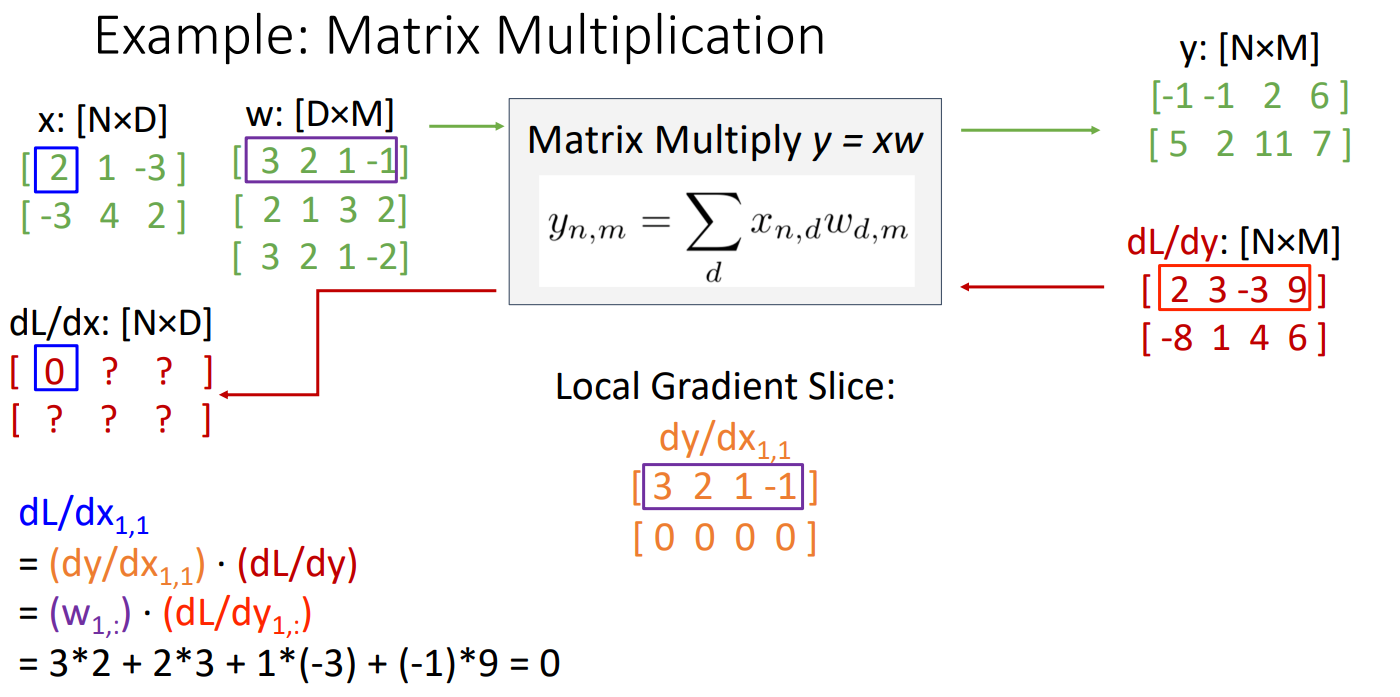 Example: Matrix Multiplication
x: [N×D]
[ 2 1 -3 ]
[ -3 4 2 ]
w: [D×M]
[ 3 2 1 -1]
[ 2 1 3 2]
[ 3 2 1 -2]
Matrix Multiply y = xw
y_{n,m} = ∑_d x_{n,d}w_{d,m}
y: [N×M]
[-1 -1 2 6 ]
[ 5 2 11 7 ]
dL/dy: [N×M]
[ 2 3 -3 9 ]
[ -8 1 4 6 ]
dL/dx: [N×D]
[ 0 ? ? ]
[ ? ? ? ]
Local Gradient Slice:
dy/dx_{1,1}
[ 3 2 1 -1 ]
[ 0 0 0 0 ]
dL/dx_{1,1}
= (dy/dx_{1,1}) · (dL/dy)
= (w_{1,:}) · (dL/dy_{1,:})
= 3*2 + 2*3 + 1*(-3) + (-1)*9 = 0